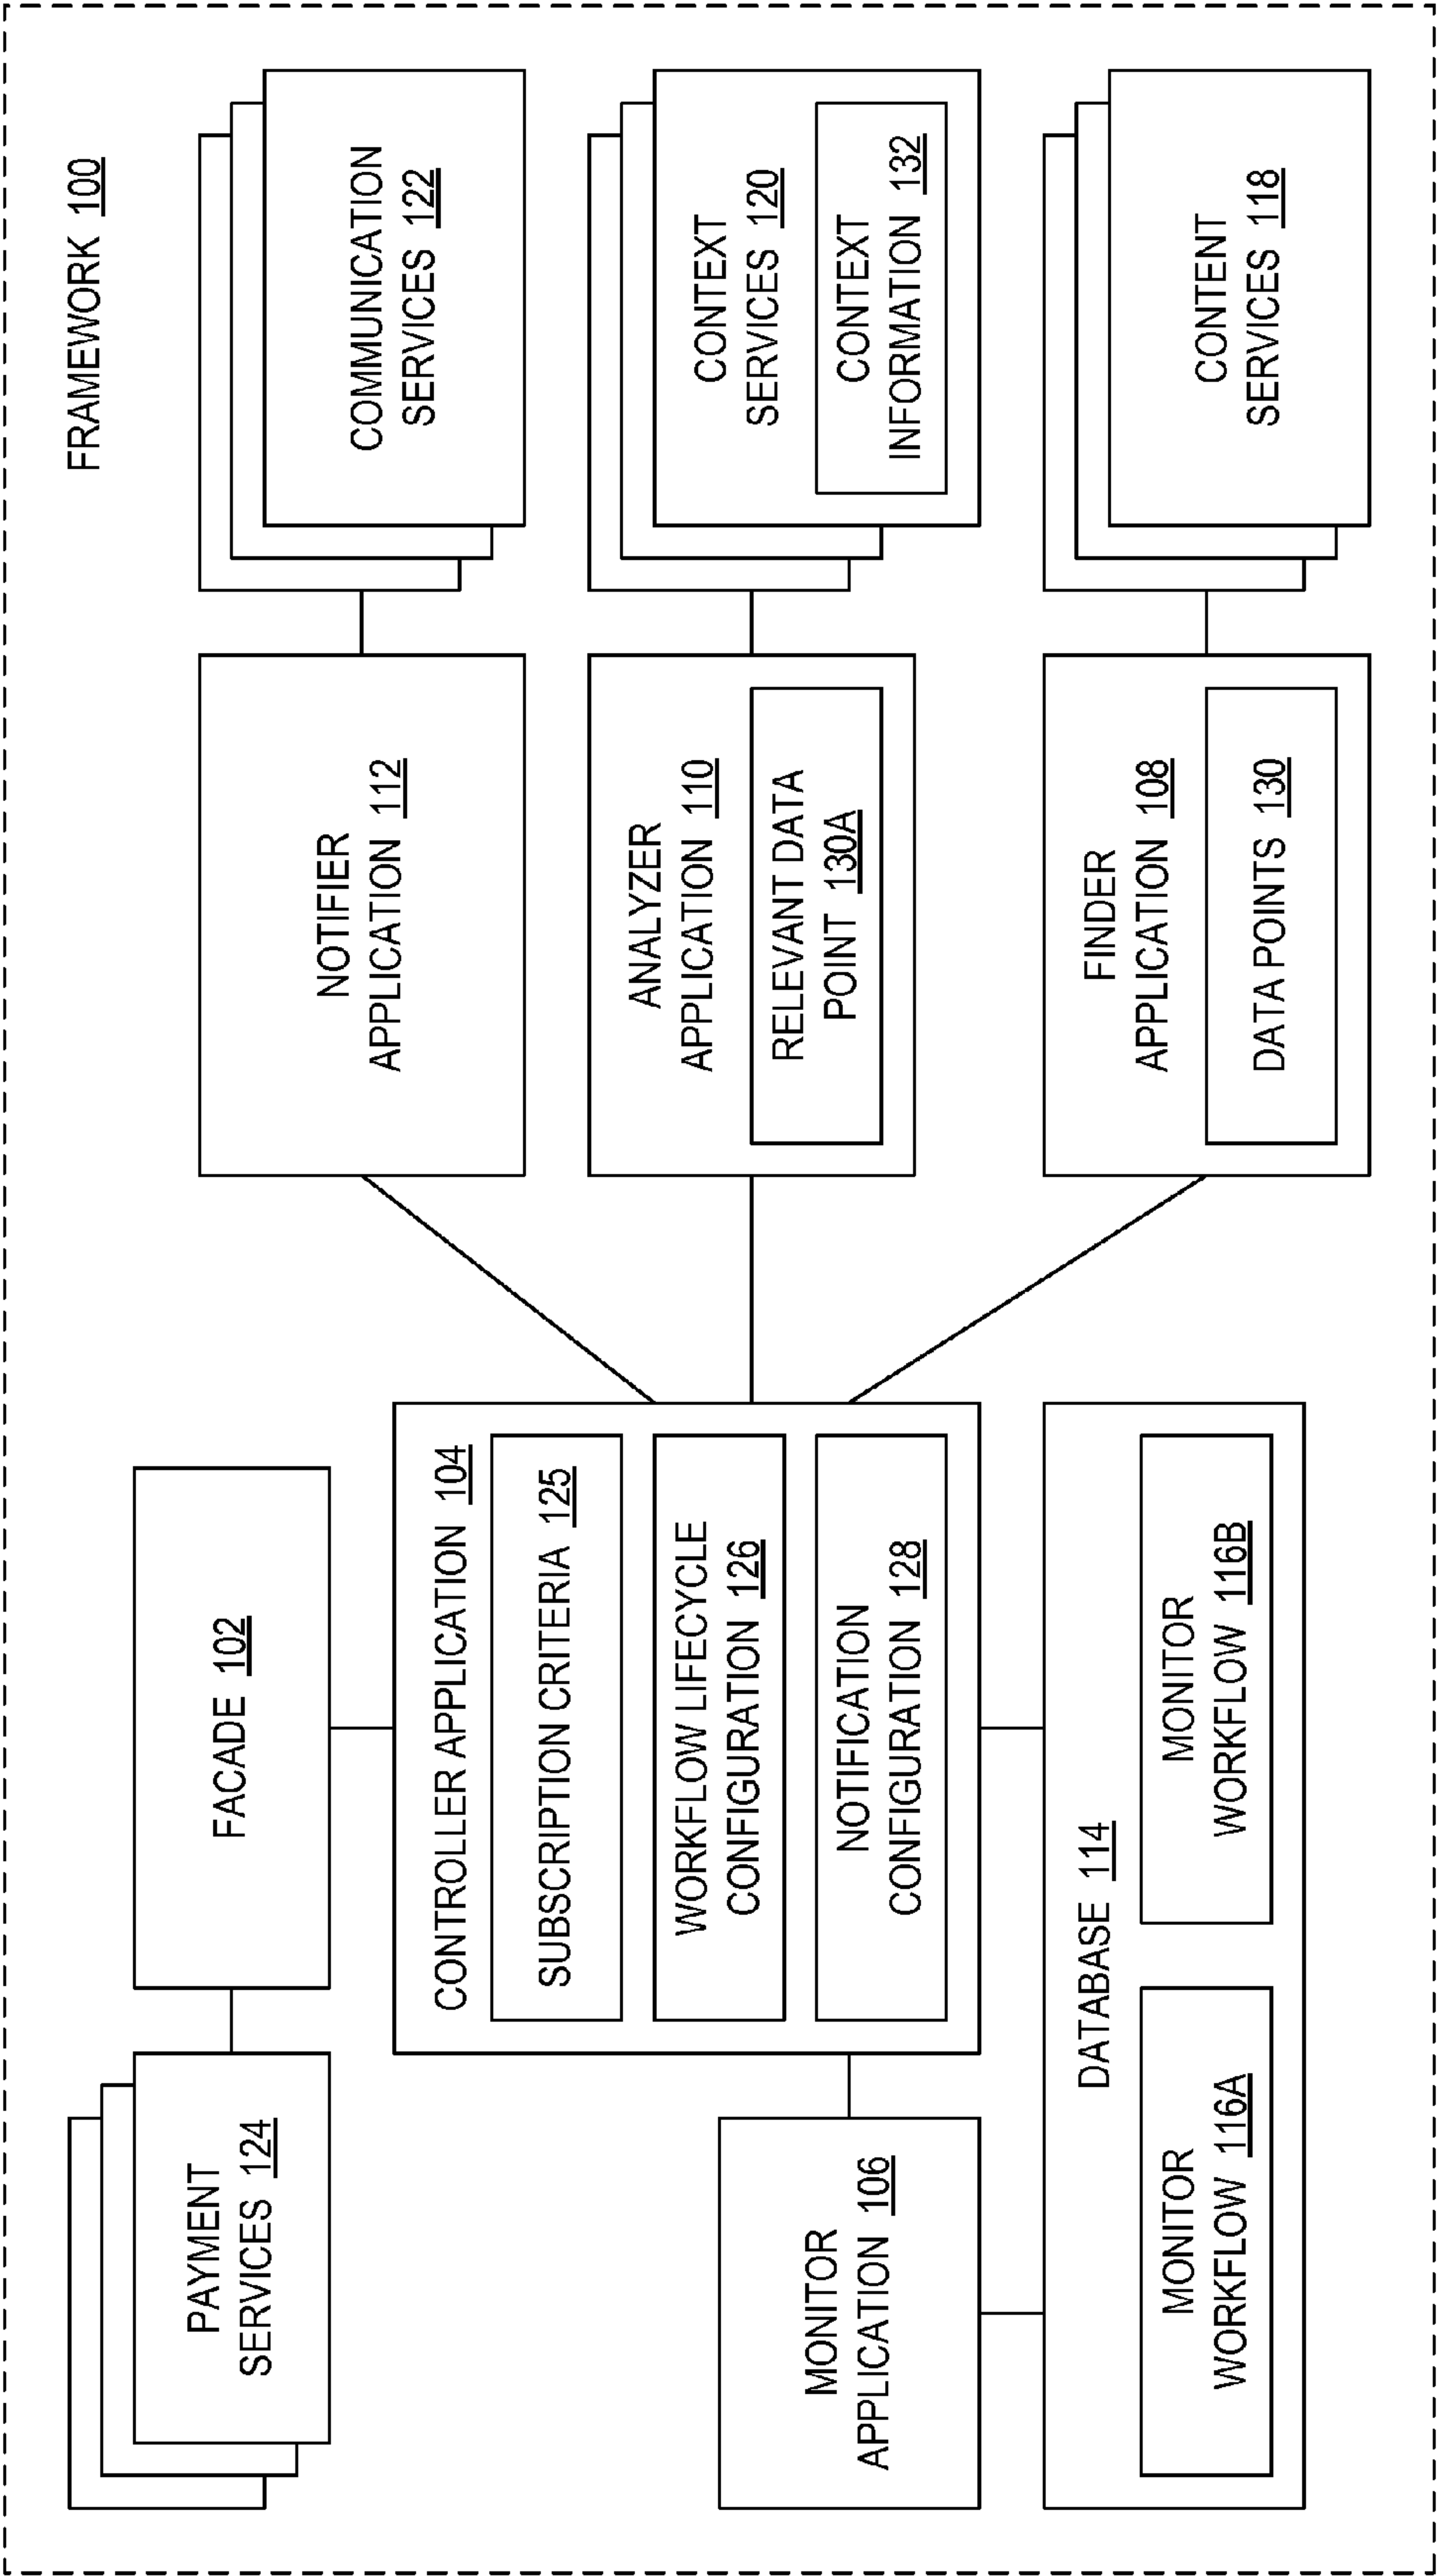 FRAMEWORK 100
PAYMENT
SERVICES 124
FACADE 102
CONTROLLER APPLICATION 104
SUBSCRIPTION CRITERIA 125
WORKFLOW LIFECYCLE
CONFIGURATION 126
NOTIFICATION
CONFIGURATION 128
MONITOR
APPLICATION 106
DATABASE 114
MONITOR
WORKFLOW 116A
MONITOR
WORKFLOW 116B
NOTIFIER
APPLICATION 112
COMMUNICATION
SERVICES 122
ANALYZER
APPLICATION 110
RELEVANT DATA
POINT 130A
CONTEXT
SERVICES 120
CONTEXT
INFORMATION 132
FINDER
APPLICATION 108
DATA POINTS 130
CONTENT
SERVICES 118